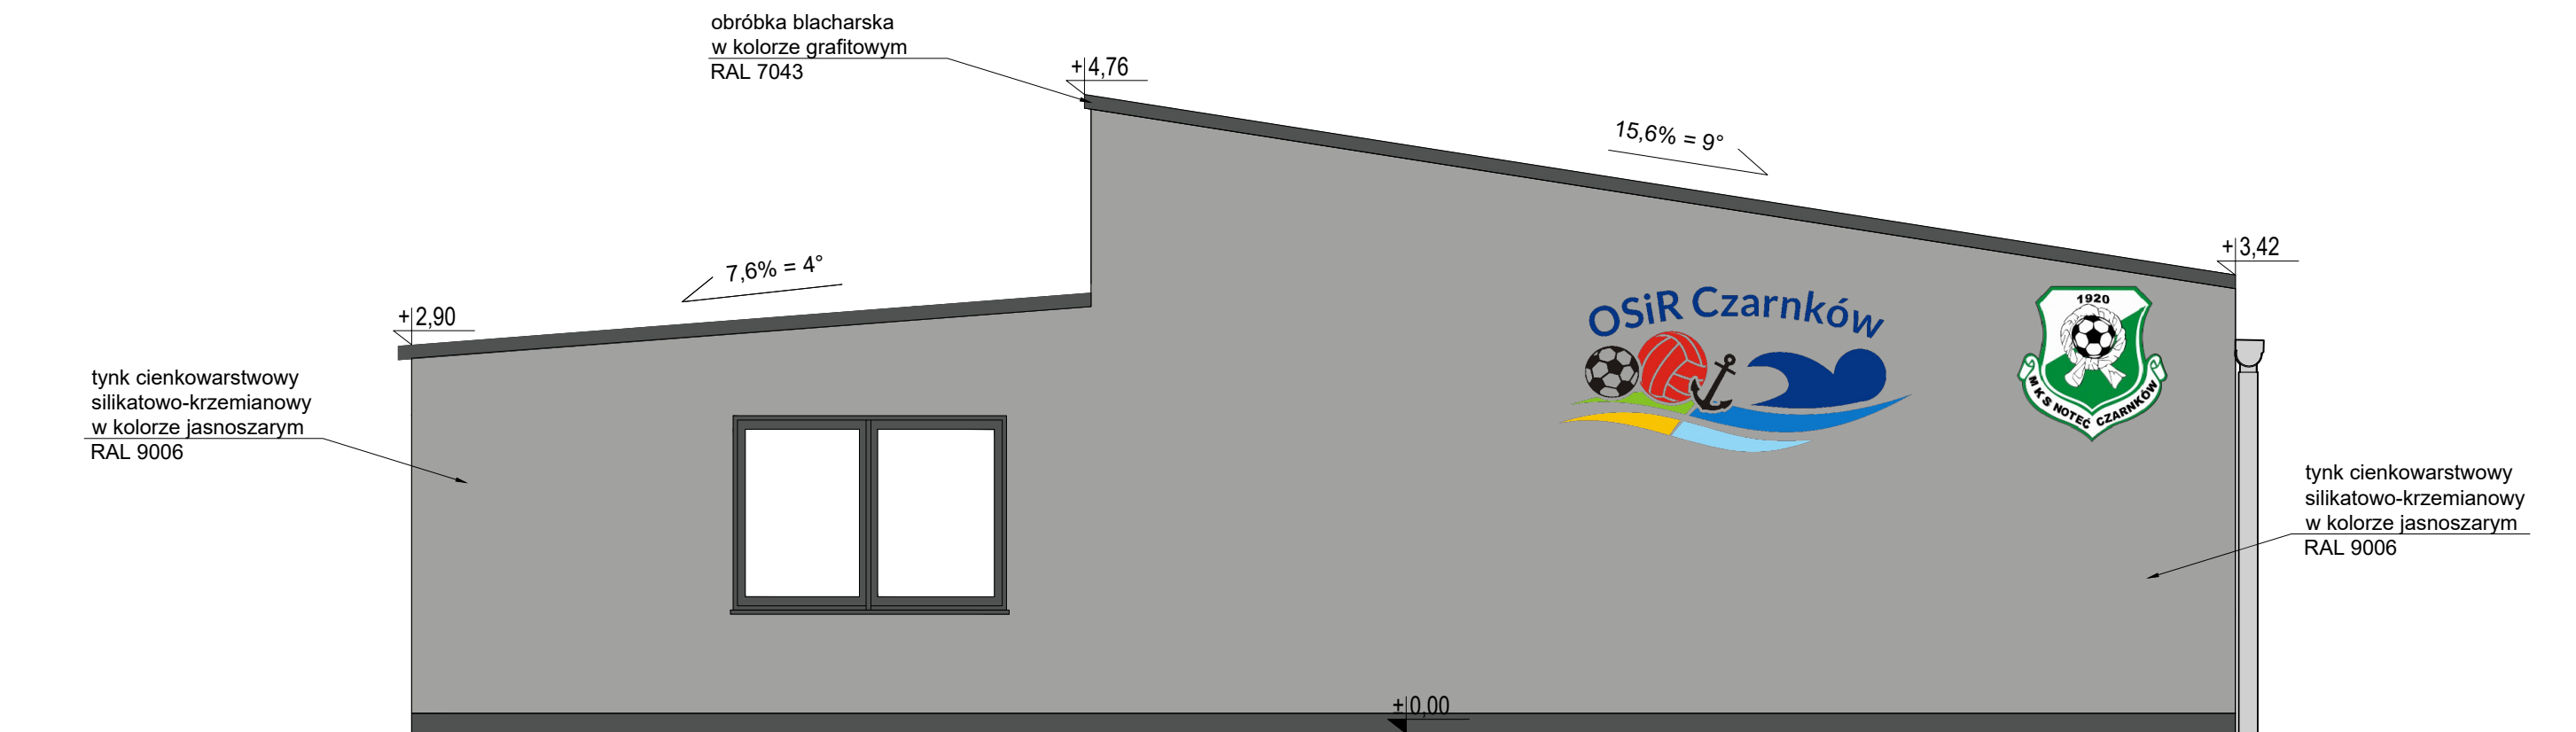 obróbka blacharska
w kolorze grafitowym
RAL 7043
+4,76
15,6% = 9°
+3,42
7,6% = 4°
+2,90
tynk cienkowarstwowy
silikatowo-krzemianowy
w kolorze jasnoszarym
RAL 9006
OSiR Czarnków
1920
MKS NOTEĆ CZARNKÓW
tynk cienkowarstwowy
silikatowo-krzemianowy
w kolorze jasnoszarym
RAL 9006
±0,00